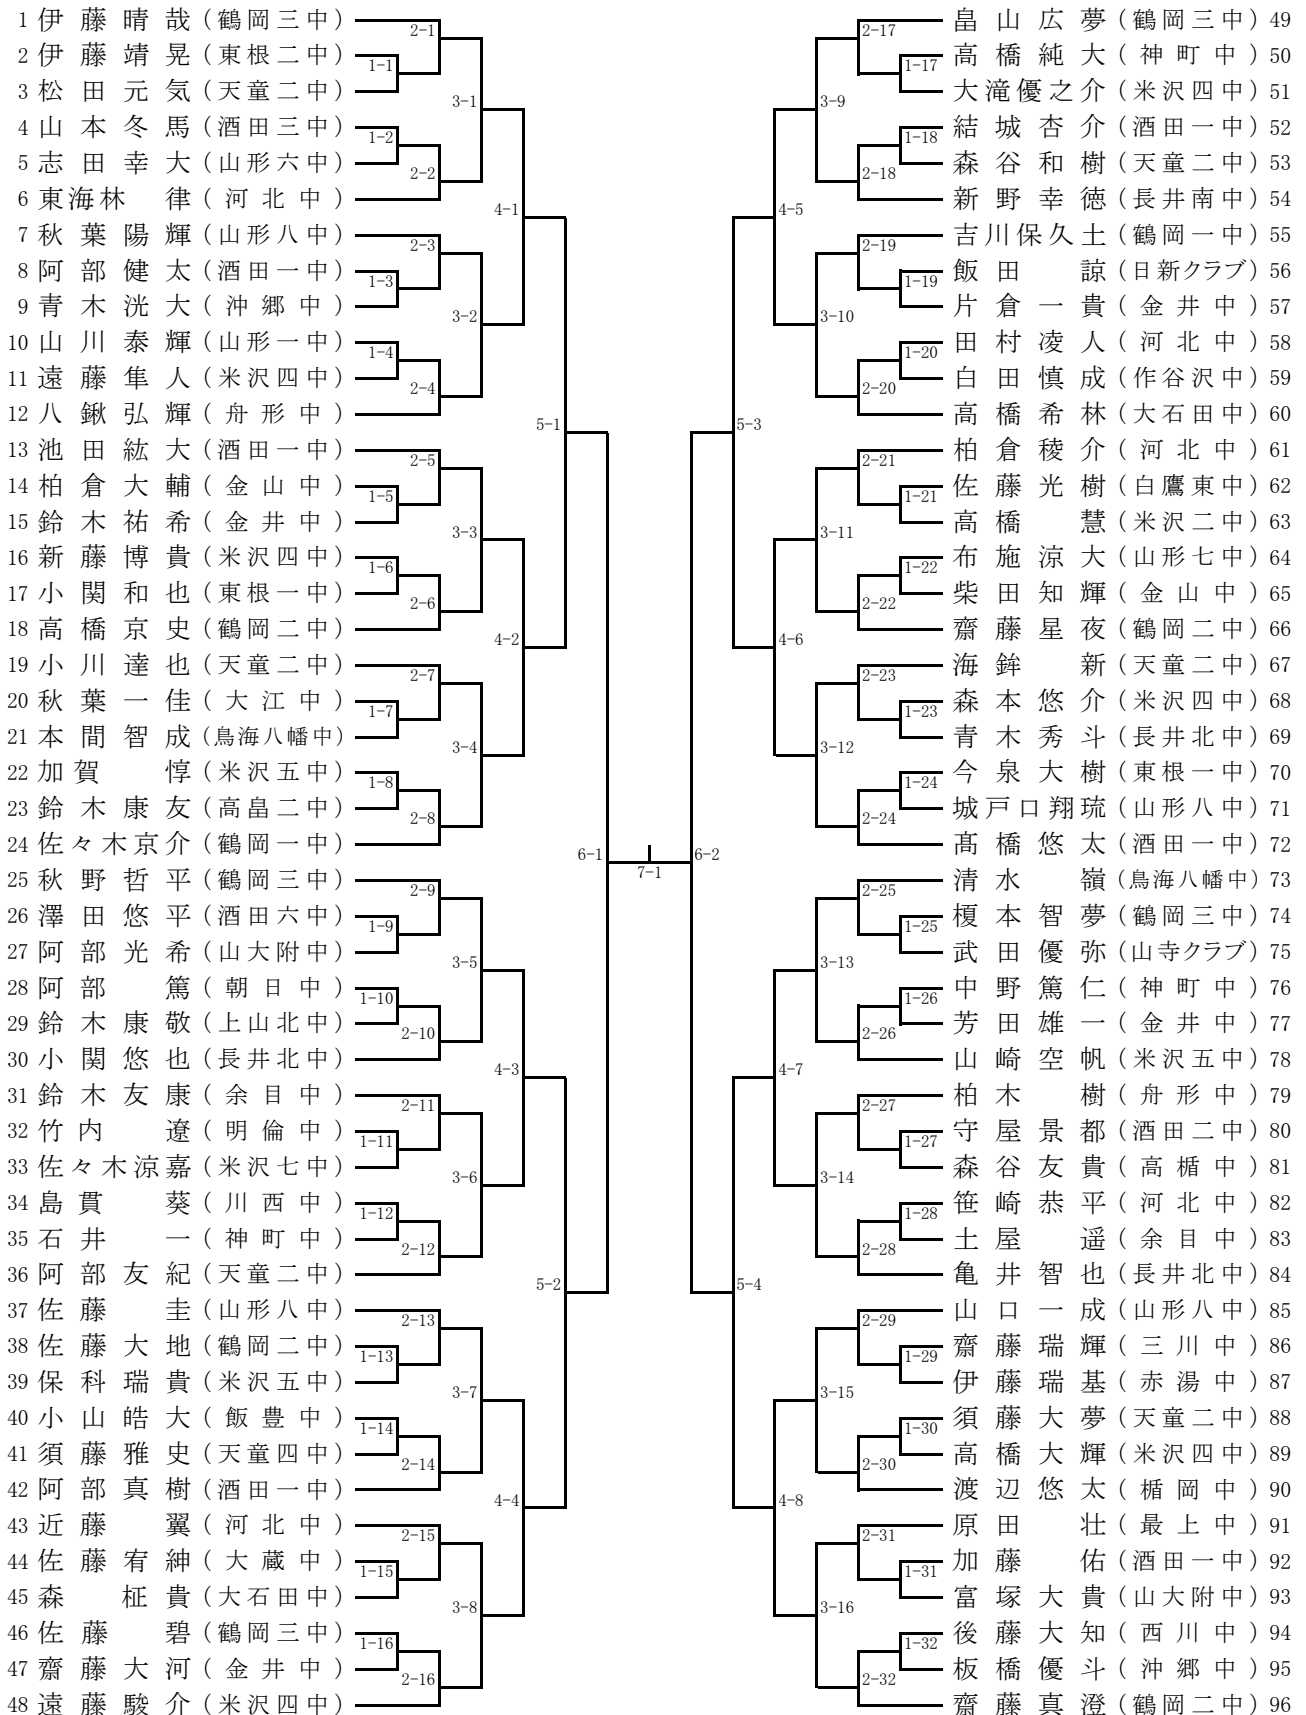 1 伊藤晴哉 (鶴岡三中)
2 伊藤靖晃 (東根二中)
3 松田元気 (天童二中)
4 山本冬馬 (酒田三中)
5 志田幸大 (山形六中)
6 東海林 律 (河北中)
7 秋葉陽輝 (山形八中)
8 阿部健太 (酒田一中)
9 青木洸大 (沖郷中)
10 山川泰輝 (山形一中)
11 遠藤隼人 (米沢四中)
12 八鍬弘輝 (舟形中)
13 池田紘大 (酒田一中)
14 柏倉大輔 (金山中)
15 鈴木祐希 (金井中)
16 新藤博貴 (米沢四中)
17 小関和也 (東根一中)
18 高橋京史 (鶴岡二中)
19 小川達也 (天童二中)
20 秋葉一佳 (大江中)
21 本間智成 (鳥海八幡中)
22 加賀 惇 (米沢五中)
23 鈴木康友 (高畠二中)
24 佐々木京介 (鶴岡一中)
25 秋野哲平 (鶴岡三中)
26 澤田悠平 (酒田六中)
27 阿部光希 (山大附中)
28 阿部 篤 (朝日中)
29 鈴木康敬 (上山北中)
30 小関悠也 (長井北中)
31 鈴木友康 (余目中)
32 竹内 遼 (明倫中)
33 佐々木涼嘉 (米沢七中)
34 島貫 葵 (川西中)
35 石井 一 (神町中)
36 阿部友紀 (天童二中)
37 佐藤 圭 (山形八中)
38 佐藤大地 (鶴岡二中)
39 保科瑞貴 (米沢五中)
40 小山皓大 (飯豊中)
41 須藤雅史 (天童四中)
42 阿部真樹 (酒田一中)
43 近藤 翼 (河北中)
44 佐藤宥紳 (大蔵中)
45 森 柾貴 (大石田中)
46 佐藤 碧 (鶴岡三中)
47 齋藤大河 (金井中)
48 遠藤駿介 (米沢四中)
2-1
1-1
3-1
1-2
2-2
4-1
2-3
1-3
3-2
1-4
2-4
5-1
2-5
1-5
3-3
1-6
2-6
4-2
2-7
1-7
3-4
1-8
2-8
6-1
2-9
1-9
3-5
1-10
2-10
4-3
2-11
1-11
3-6
1-12
2-12
5-2
2-13
1-13
3-7
1-14
2-14
4-4
2-15
1-15
3-8
1-16
2-16
7-1
2-17
1-17
3-9
1-18
2-18
4-5
2-19
1-19
3-10
1-20
2-20
5-3
2-21
1-21
3-11
1-22
2-22
4-6
2-23
1-23
3-12
1-24
2-24
6-2
2-25
1-25
3-13
1-26
2-26
4-7
2-27
1-27
3-14
1-28
2-28
5-4
2-29
1-29
3-15
1-30
2-30
4-8
2-31
1-31
3-16
1-32
2-32
畠山広夢 (鶴岡三中) 49
高橋純大 (神町中) 50
大滝優之介 (米沢四中) 51
結城杏介 (酒田一中) 52
森谷和樹 (天童二中) 53
新野幸徳 (長井南中) 54
吉川保久土 (鶴岡一中) 55
飯田 諒 (日新クラブ) 56
片倉一貴 (金井中) 57
田村凌人 (河北中) 58
白田慎成 (作谷沢中) 59
高橋希林 (大石田中) 60
柏倉稜介 (河北中) 61
佐藤光樹 (白鷹東中) 62
高橋 慧 (米沢二中) 63
布施涼大 (山形七中) 64
柴田知輝 (金山中) 65
齋藤星夜 (鶴岡二中) 66
海鉾 新 (天童二中) 67
森本悠介 (米沢四中) 68
青木秀斗 (長井北中) 69
今泉大樹 (東根一中) 70
城戸口翔琉 (山形八中) 71
髙橋悠太 (酒田一中) 72
清水 嶺 (鳥海八幡中) 73
榎本智夢 (鶴岡三中) 74
武田優弥 (山寺クラブ) 75
中野篤仁 (神町中) 76
芳田雄一 (金井中) 77
山崎空帆 (米沢五中) 78
柏木 樹 (舟形中) 79
守屋景都 (酒田二中) 80
森谷友貴 (高楯中) 81
笹崎恭平 (河北中) 82
土屋 遥 (余目中) 83
亀井智也 (長井北中) 84
山口一成 (山形八中) 85
齋藤瑞輝 (三川中) 86
伊藤瑞基 (赤湯中) 87
須藤大夢 (天童二中) 88
高橋大輝 (米沢四中) 89
渡辺悠太 (楯岡中) 90
原田 壮 (最上中) 91
加藤 佑 (酒田一中) 92
富塚大貴 (山大附中) 93
後藤大知 (西川中) 94
板橋優斗 (沖郷中) 95
齋藤真澄 (鶴岡二中) 96